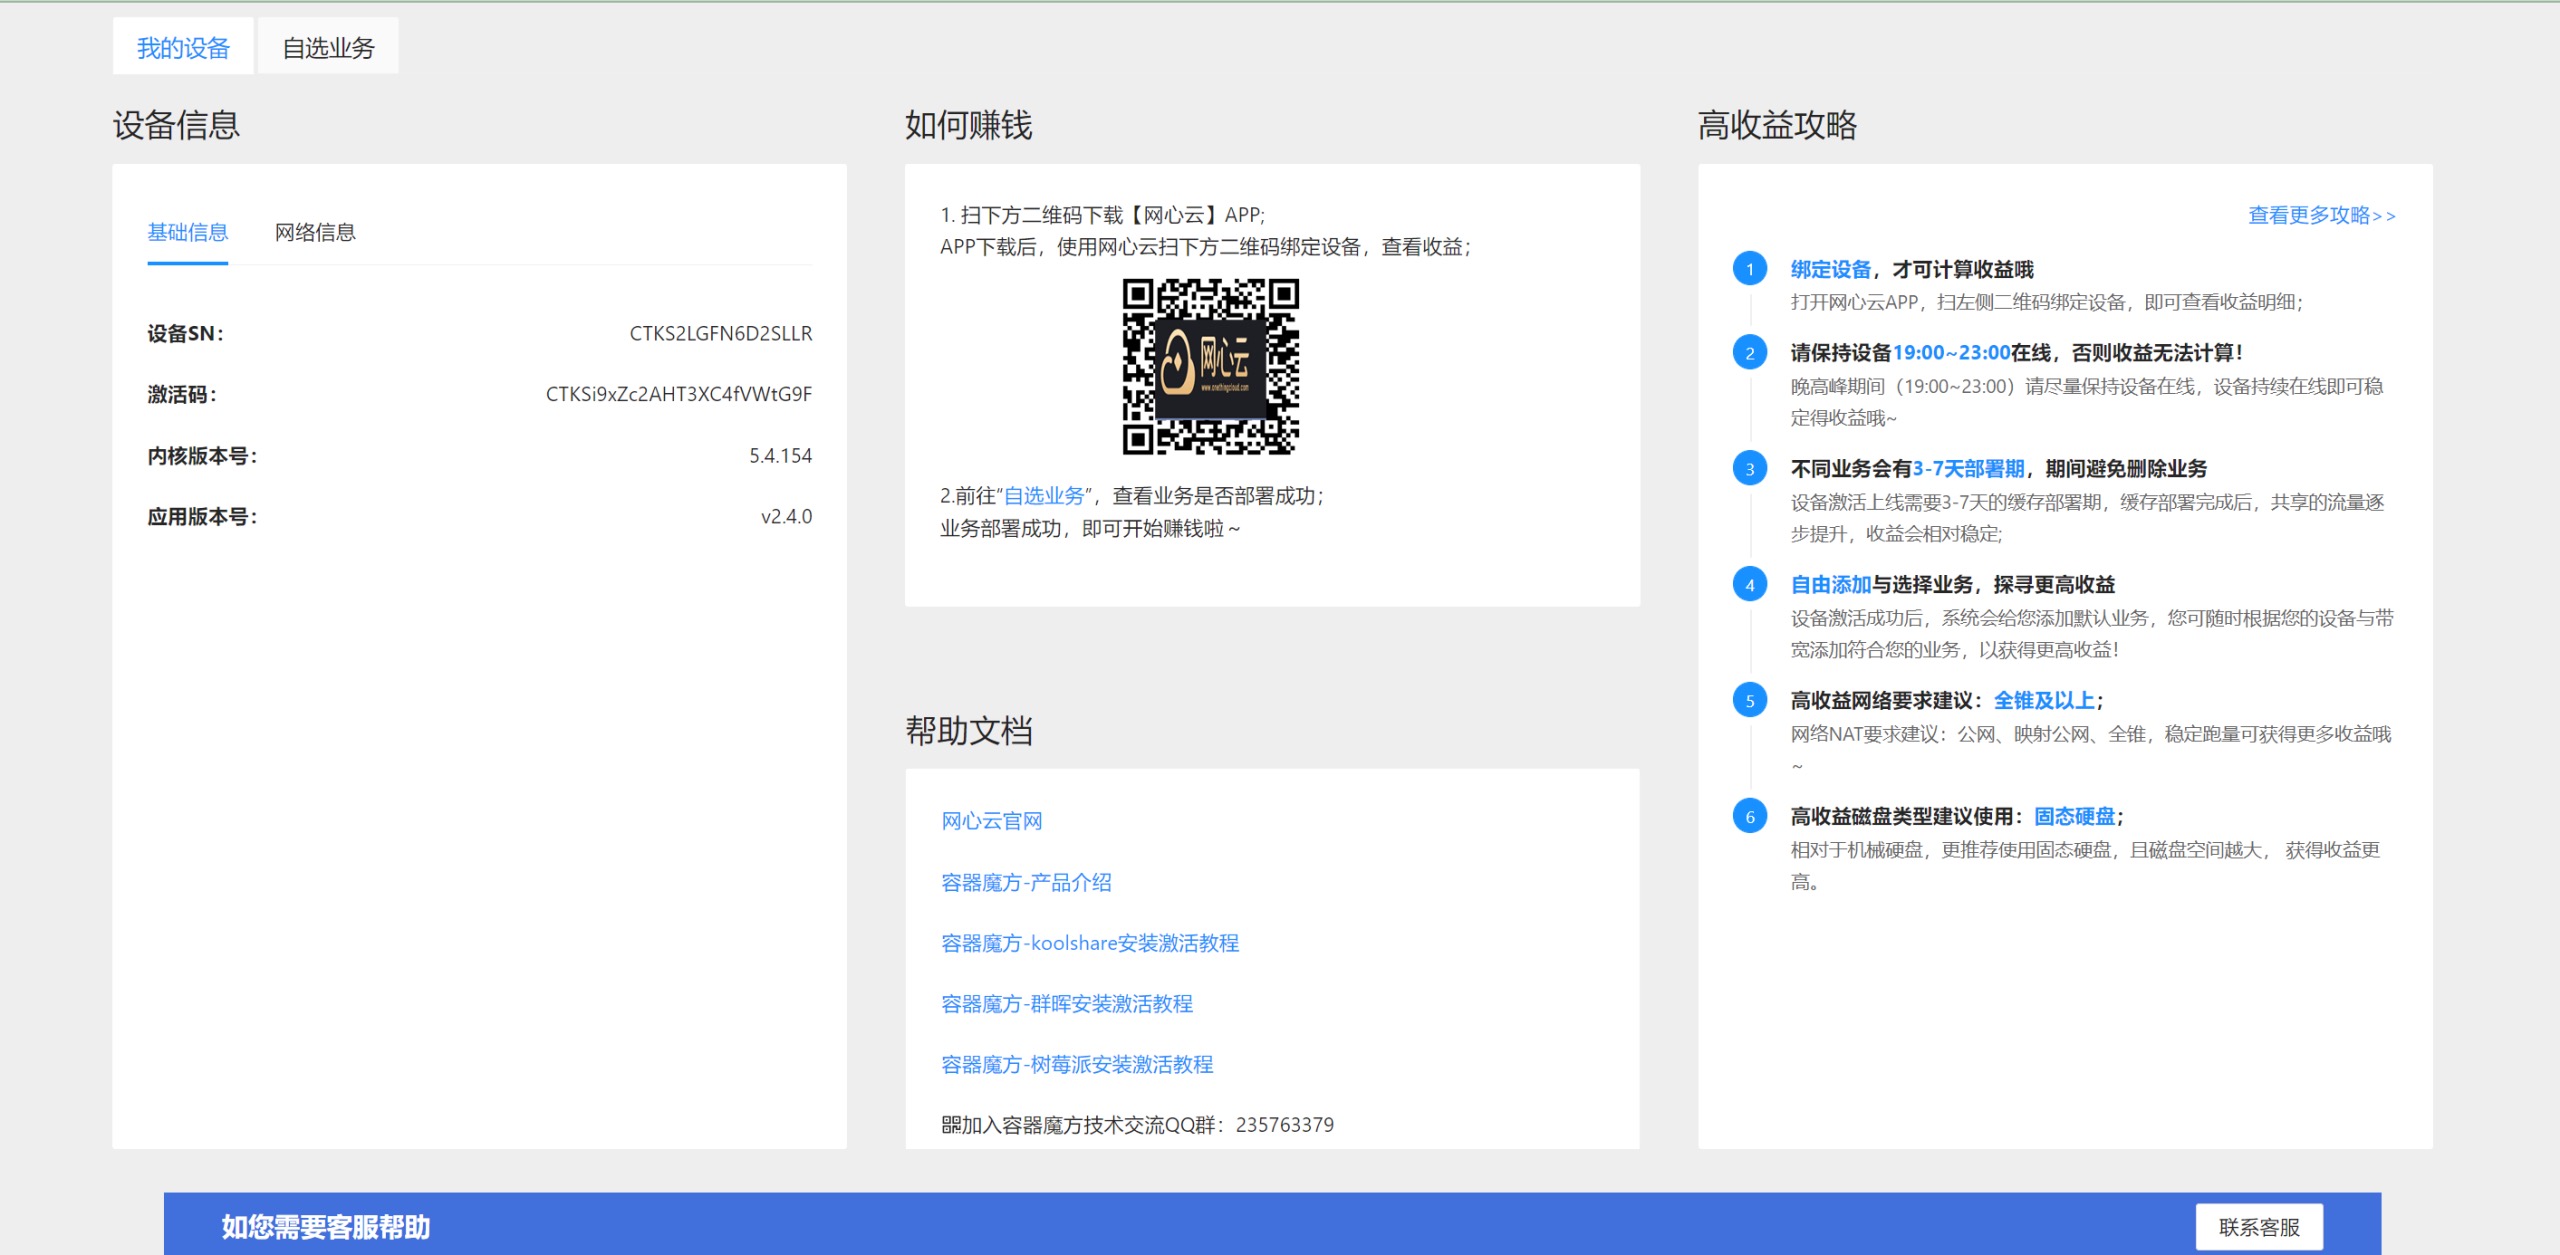 我的设备
自选业务
设备信息
基础信息
网络信息
设备SN：
CTKS2LGFN6D2SLLR
激活码：
CTKSi9xZc2AHT3XC4fVWtG9F
内核版本号：
5.4.154
应用版本号：
v2.4.0
如何赚钱
1. 扫下方二维码下载【网心云】APP;
APP下载后，使用网心云扫下方二维码绑定设备，查看收益；
网心云
www.onethingcloud.com
2.前往“自选业务”，查看业务是否部署成功；
业务部署成功，即可开始赚钱啦～
帮助文档
网心云官网
容器魔方-产品介绍
容器魔方-koolshare安装激活教程
容器魔方-群晖安装激活教程
容器魔方-树莓派安装激活教程
加入容器魔方技术交流QQ群：235763379
高收益攻略
查看更多攻略>>
1
绑定设备，才可计算收益哦
打开网心云APP，扫左侧二维码绑定设备，即可查看收益明细；
2
请保持设备19:00~23:00在线，否则收益无法计算！
晚高峰期间（19:00~23:00）请尽量保持设备在线，设备持续在线即可稳
定得收益哦~
3
不同业务会有3-7天部署期，期间避免删除业务
设备激活上线需要3-7天的缓存部署期，缓存部署完成后，共享的流量逐
步提升，收益会相对稳定;
4
自由添加与选择业务，探寻更高收益
设备激活成功后，系统会给您添加默认业务，您可随时根据您的设备与带
宽添加符合您的业务，以获得更高收益！
5
高收益网络要求建议：全锥及以上；
网络NAT要求建议：公网、映射公网、全锥，稳定跑量可获得更多收益哦
~
6
高收益磁盘类型建议使用：固态硬盘；
相对于机械硬盘，更推荐使用固态硬盘，且磁盘空间越大， 获得收益更
高。
如您需要客服帮助
联系客服